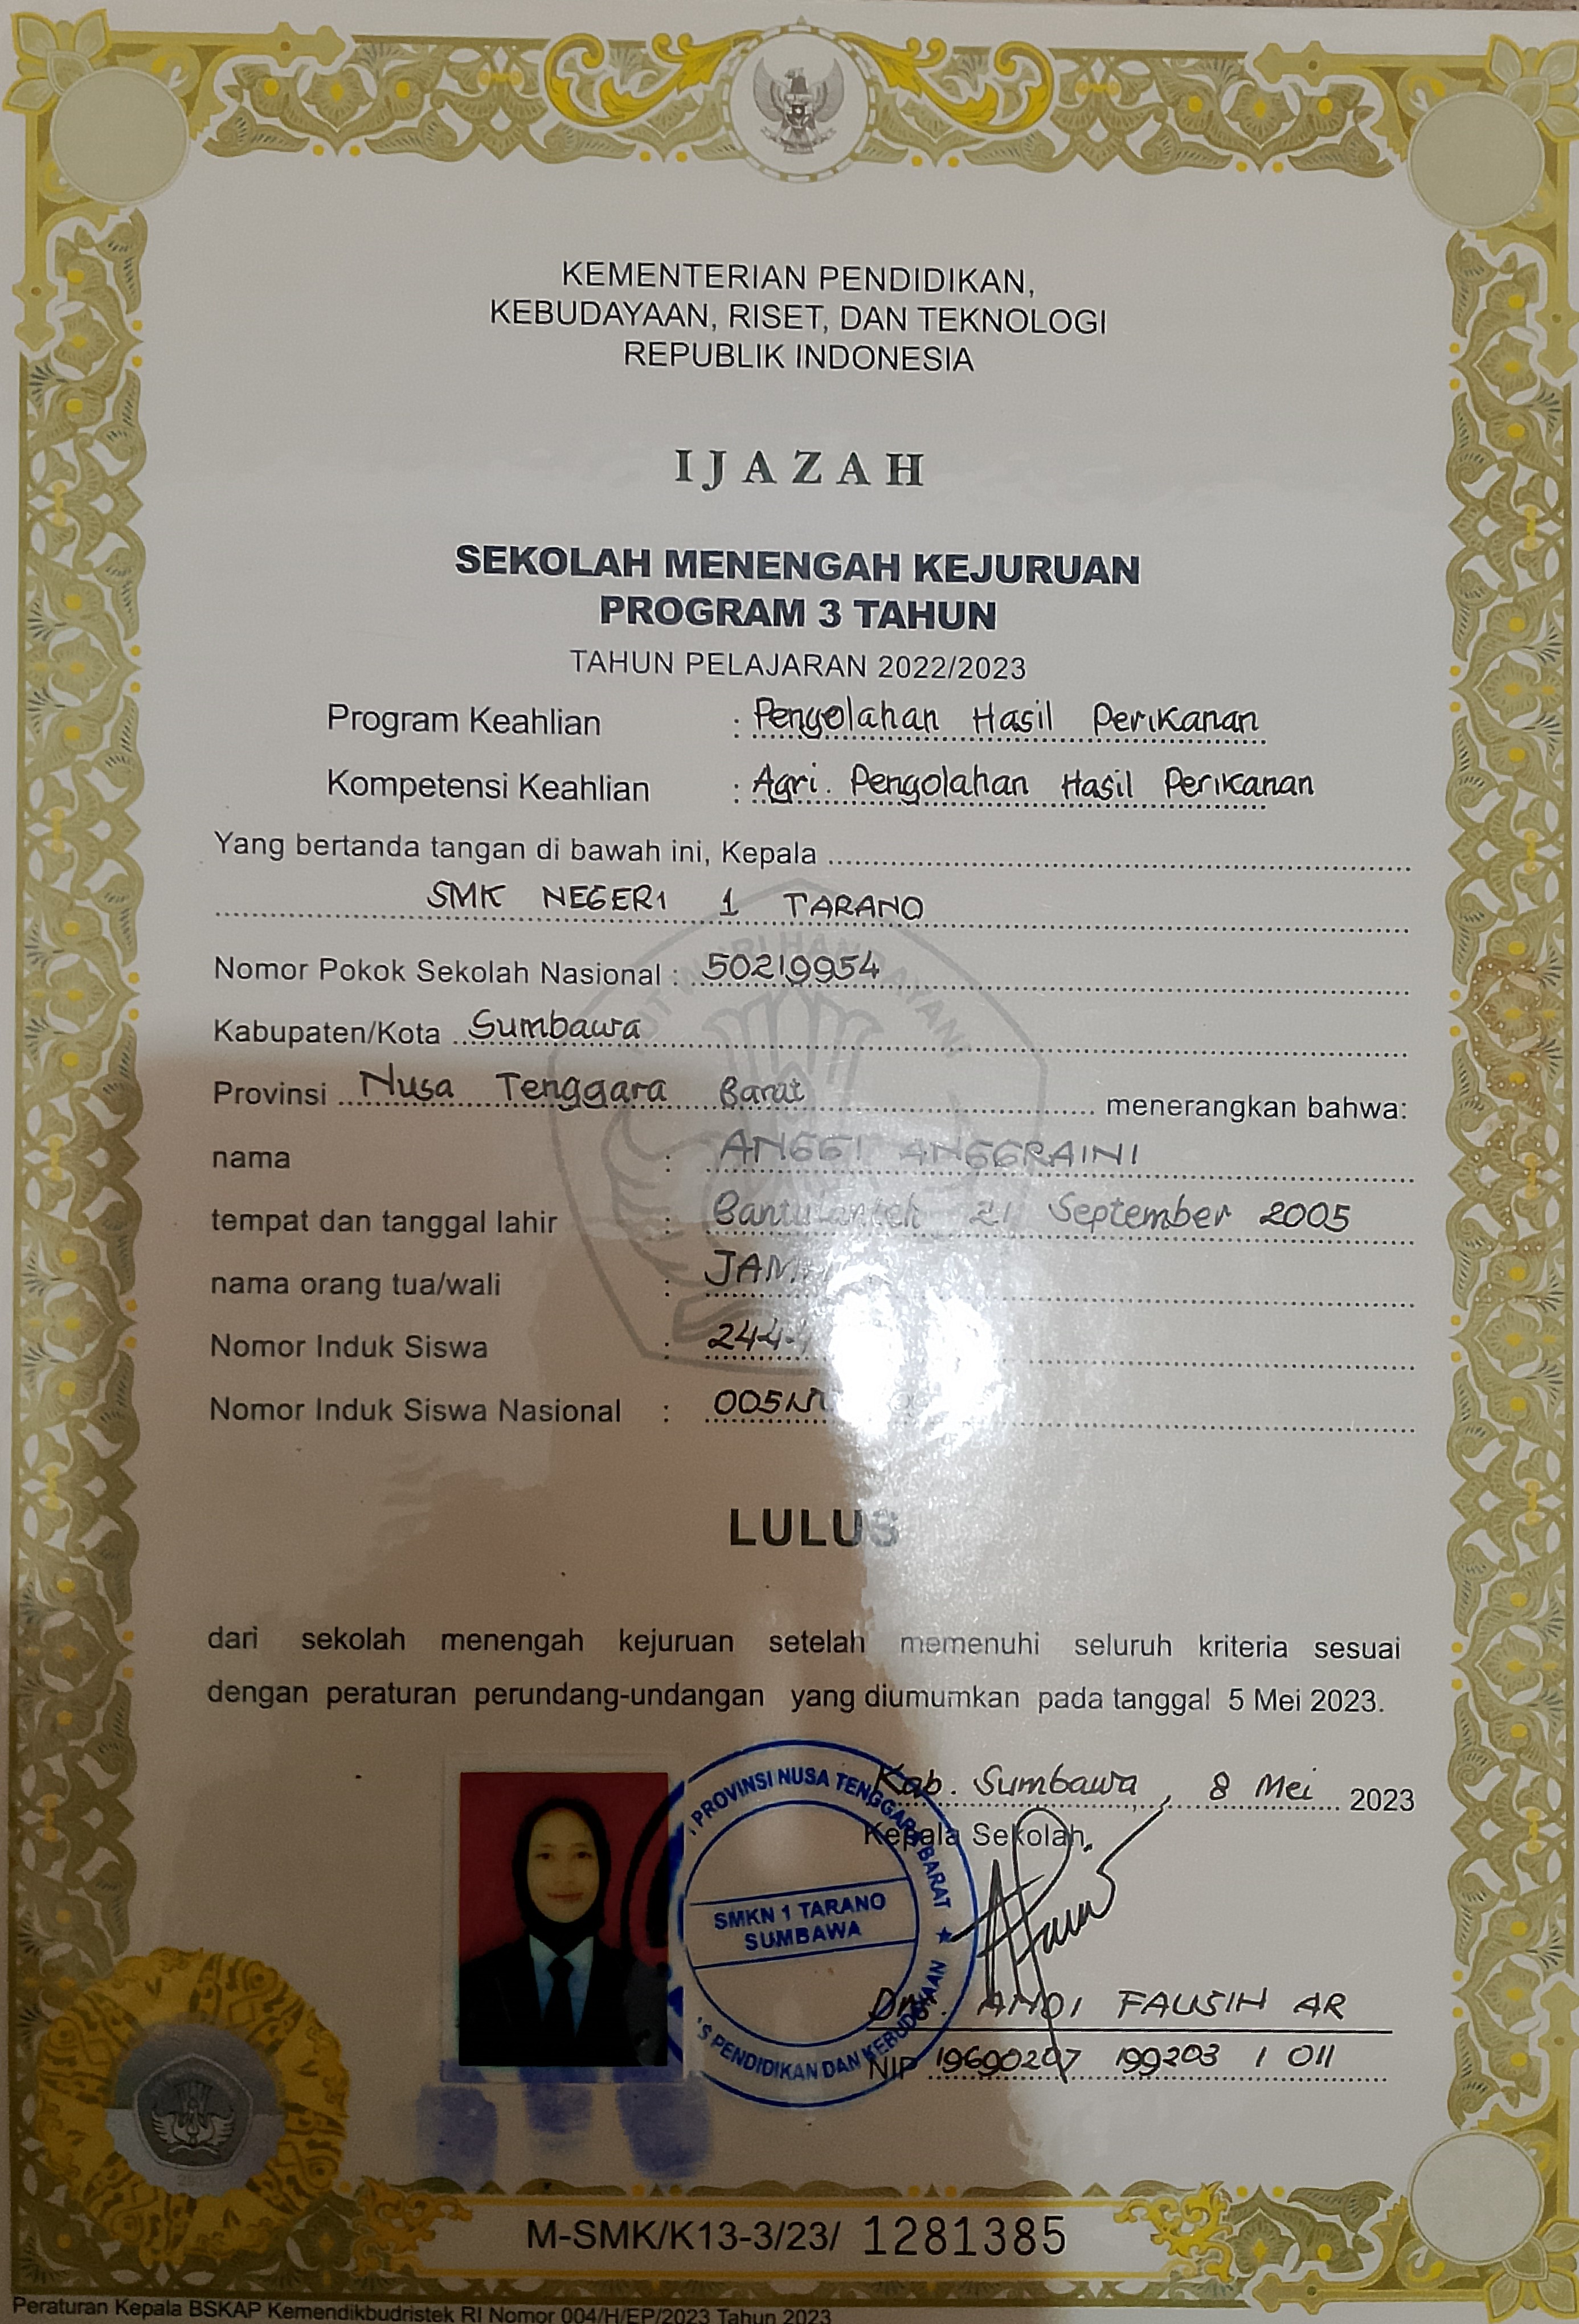 KEMENTERIAN PENDIDIKAN,
KEBUDAYAAN, RISET, DAN TEKNOLOGI
REPUBLIK INDONESIA
IJAZAH
SEKOLAH MENENGAH KEJURUAN
PROGRAM 3 TAHUN
TAHUN PELAJARAN 2022/2023
Program Keahlian : Pengolahan Hasil Perikanan
Kompetensi Keahlian : Agri. Pengolahan Hasil Perikanan
Yang bertanda tangan di bawah ini, Kepala
SMK NEGERI 1 TARANO
Nomor Pokok Sekolah Nasional : 50219954
Kabupaten/Kota Sumbawa
Provinsi Nusa Tenggara Barat menerangkan bahwa:
nama : ANGGI ANGGRAINI
tempat dan tanggal lahir : 21 September 2005
nama orang tua/wali :
Nomor Induk Siswa :
Nomor Induk Siswa Nasional :
LULUS
dari sekolah menengah kejuruan setelah memenuhi seluruh kriteria sesuai
dengan peraturan perundang-undangan yang diumumkan pada tanggal 5 Mei 2023.
Kab. Sumbawa, 8 Mei 2023
Kepala Sekolah,
PROVINSI NUSA TENGGARA BARAT
SMKN 1 TARANO
SUMBAWA
PENDIDIKAN DAN KEBUDAYAAN
Drs. ANDI FAUSIH AR
NIP 19690207 199203 1 011
M-SMK/K13-3/23/ 1281385
Peraturan Kepala BSKAP Kemendikbudristek RI Nomor 004/H/EP/2023 Tahun 2023